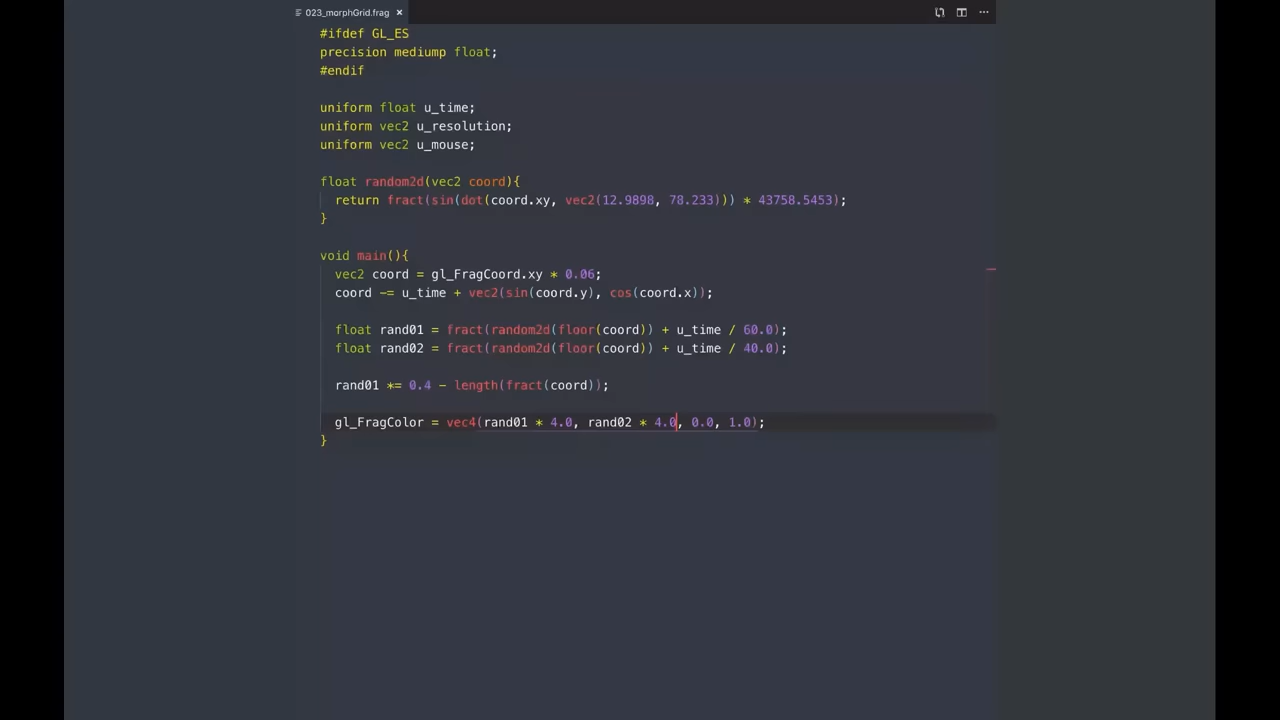 023_morphGrid.frag
#ifdef GL_ES
precision mediump float;
#endif
uniform float u_time;
uniform vec2 u_resolution;
uniform vec2 u_mouse;
float random2d(vec2 coord){
return fract(sin(dot(coord.xy, vec2(12.9898, 78.233))) * 43758.5453);
}
void main(){
vec2 coord = gl_FragCoord.xy * 0.06;
coord -= u_time + vec2(sin(coord.y), cos(coord.x));
float rand01 = fract(random2d(floor(coord)) + u_time / 60.0);
float rand02 = fract(random2d(floor(coord)) + u_time / 40.0);
rand01 *= 0.4 - length(fract(coord));
gl_FragColor = vec4(rand01 * 4.0, rand02 * 4.0, 0.0, 1.0);
}